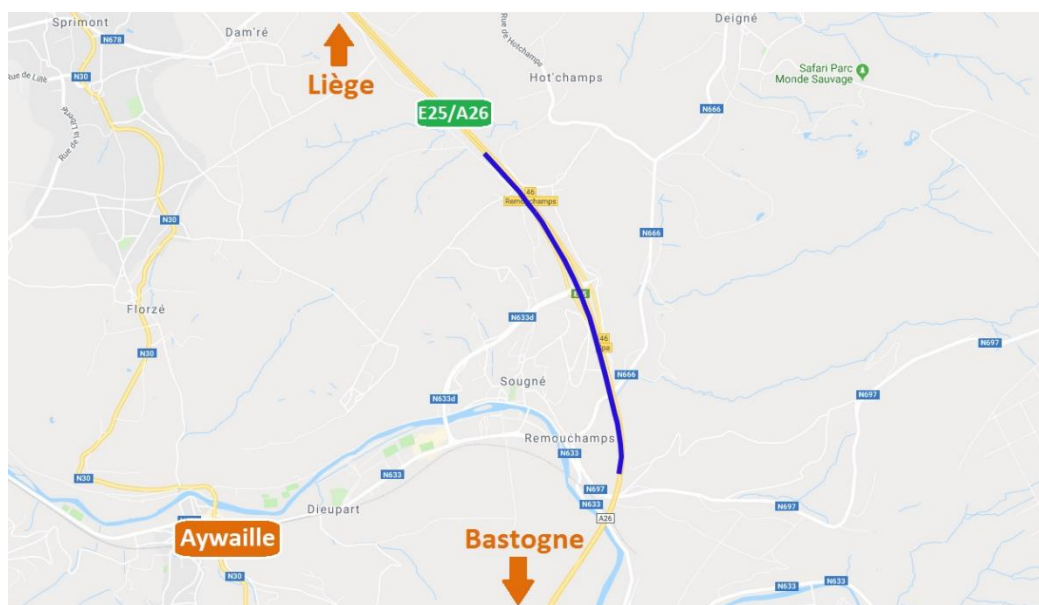 Sprimont
N678
Dam'ré
Liège
Rue de Hotchamps
Deigné
Safari Parc
Monde Sauvage
Hot'champs
N30
E25/A26
N666
46
Remouchamps
N30
N666
Florzé
N633d
N30
46
N697
Sougné
N666
N633d
N697
Remouchamps
N633
N633
N30
N697
N633
Dieupart
N697
A26
Aywaille
Bastogne
N30
N633
N633